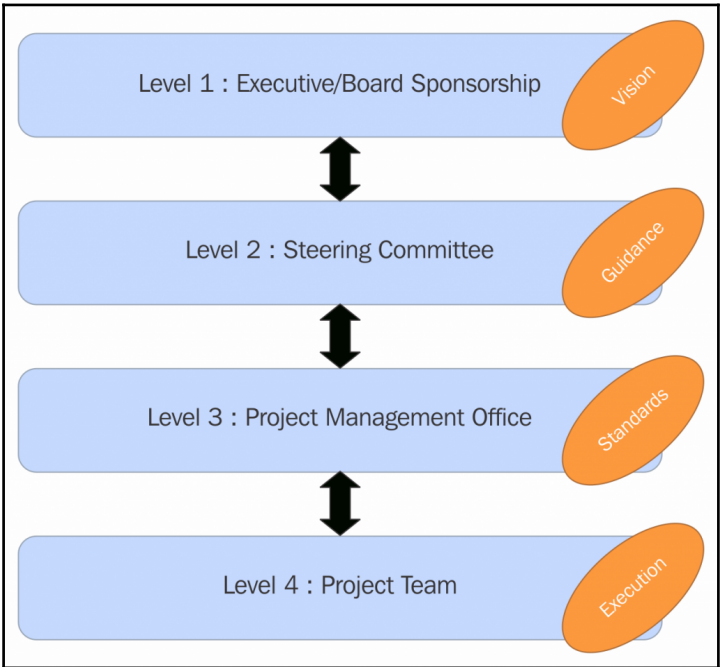 Level 1 : Executive/Board Sponsorship
Vision
Level 2 : Steering Committee
Guidance
Level 3 : Project Management Office
Standards
Level 4 : Project Team
Execution